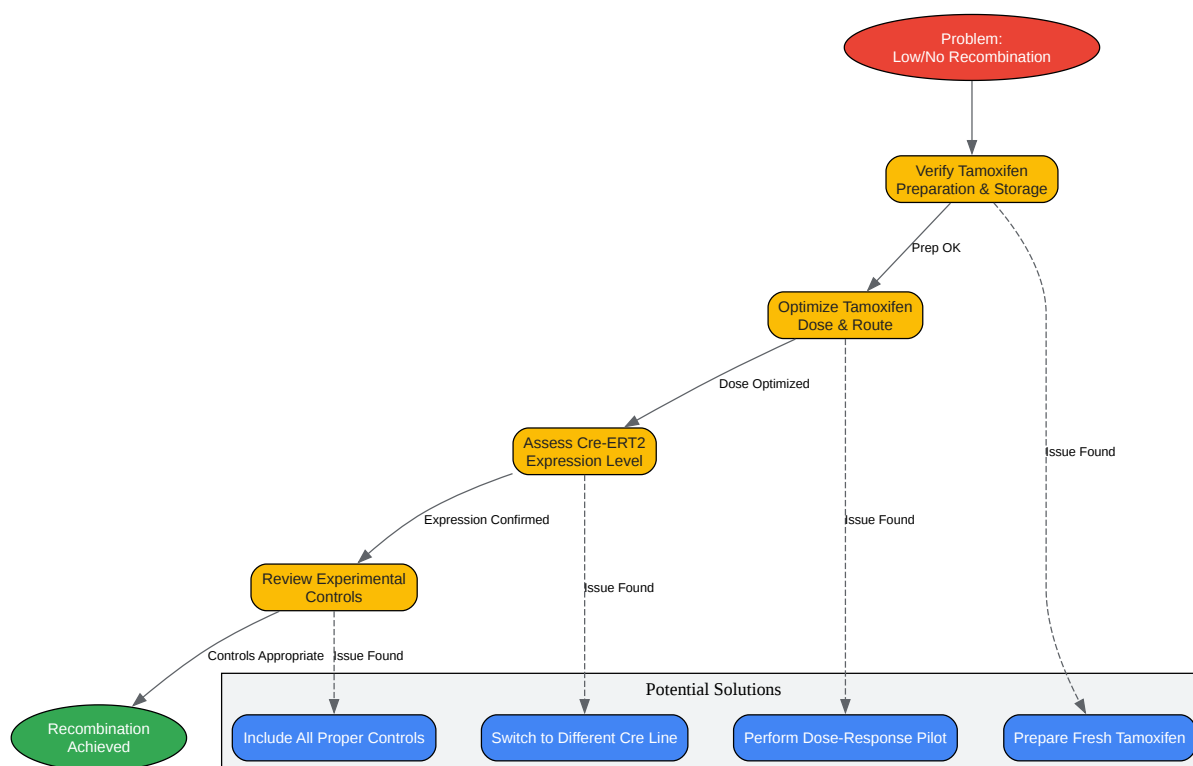 Problem:
Low/No Recombination
Verify Tamoxifen
Preparation & Storage
Prep OK
Optimize Tamoxifen
Dose & Route
Dose Optimized
Assess Cre-ERT2
Expression Level
Issue Found
Expression Confirmed
Issue Found
Review Experimental
Controls
Issue Found
Controls Appropriate
Issue Found
Potential Solutions
Recombination
Achieved
Include All Proper Controls
Switch to Different Cre Line
Perform Dose-Response Pilot
Prepare Fresh Tamoxifen